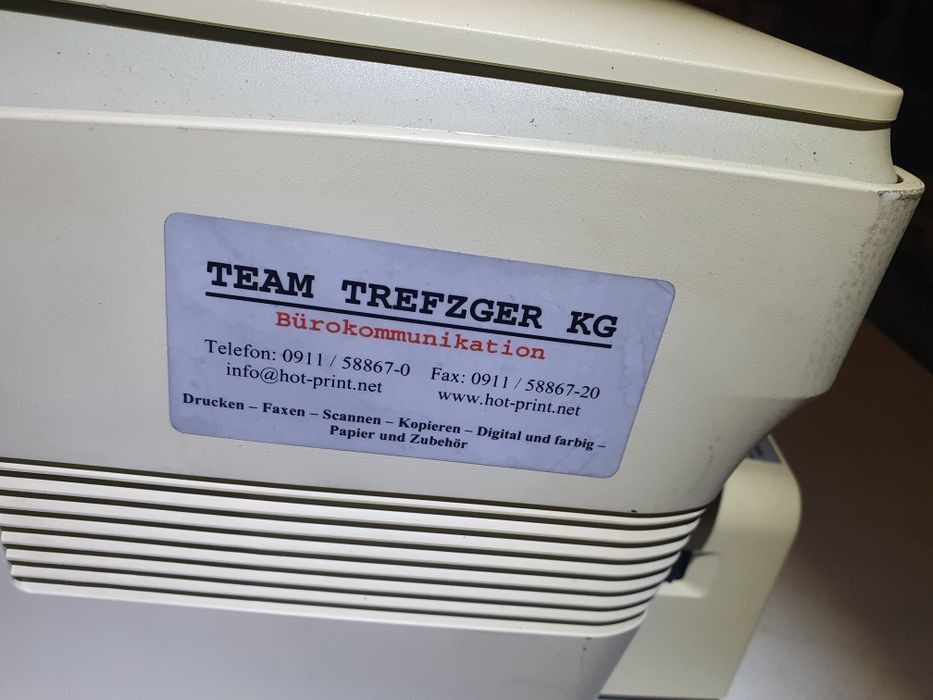 TEAM TREFZGER KG
Bürokommunikation
Telefon: 0911 / 58867-0 Fax: 0911 / 58867-20
info@hot-print.net www.hot-print.net
Drucken – Faxen – Scannen – Kopieren – Digital und farbig –
Papier und Zubehör